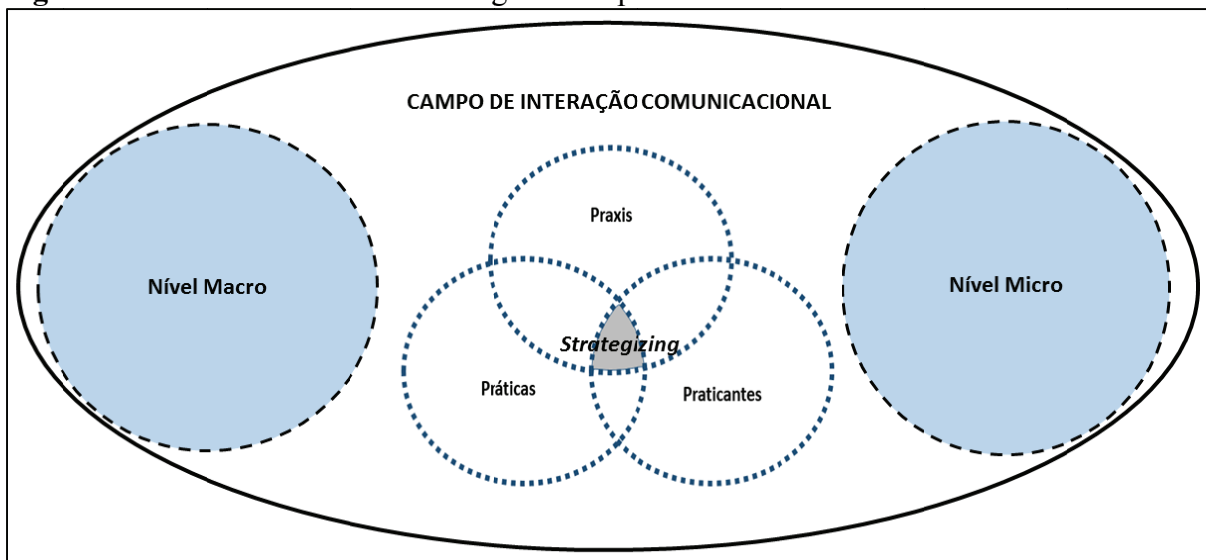 CAMPO DE INTERAÇÃO COMUNICACIONAL
Praxis
Nível Macro
Nível Micro
Strategizing
Práticas
Praticantes